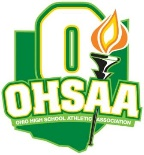 O
OHSAA
OHIO HIGH SCHOOL ATHLETIC ASSOCIATION